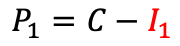 P₁ = C − I₁